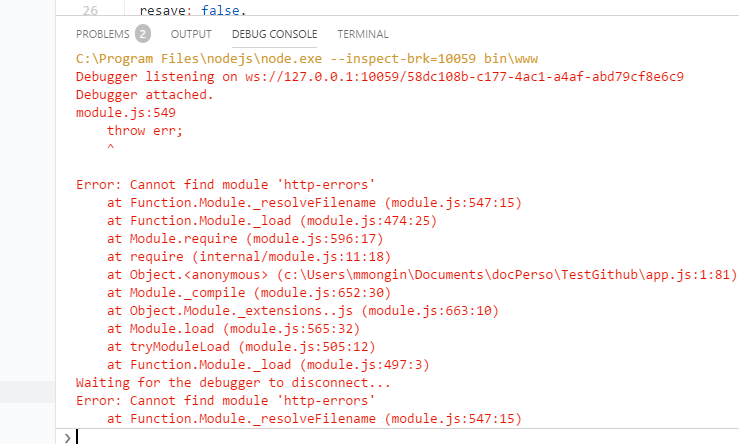 26 resave: false,
PROBLEMS 2 OUTPUT DEBUG CONSOLE TERMINAL
C:\Program Files\nodejs\node.exe --inspect-brk=10059 bin\www
Debugger listening on ws://127.0.0.1:10059/58dc108b-c177-4ac1-a4af-abd79cf8e6c9
Debugger attached.
module.js:549
    throw err;
    ^

Error: Cannot find module 'http-errors'
    at Function.Module._resolveFilename (module.js:547:15)
    at Function.Module._load (module.js:474:25)
    at Module.require (module.js:596:17)
    at require (internal/module.js:11:18)
    at Object.<anonymous> (c:\Users\mmongin\Documents\docPerso\TestGithub\app.js:1:81)
    at Module._compile (module.js:652:30)
    at Object.Module._extensions..js (module.js:663:10)
    at Module.load (module.js:565:32)
    at tryModuleLoad (module.js:505:12)
    at Function.Module._load (module.js:497:3)
Waiting for the debugger to disconnect...
Error: Cannot find module 'http-errors'
    at Function.Module._resolveFilename (module.js:547:15)